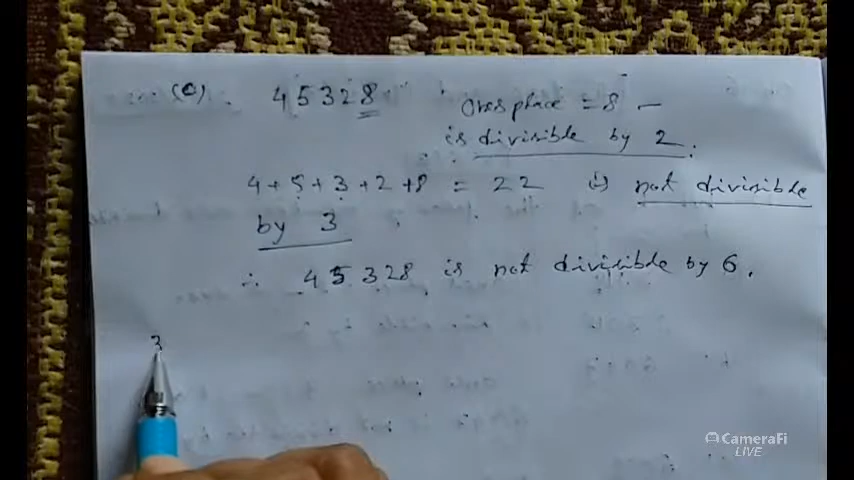 (c). 45328 Ones place = 8 –
is divisible by 2.
4+5+3+2+8 = 22 is not divisible
by 3
∴ 45328 is not divisible by 6.
3
CameraFi
LIVE